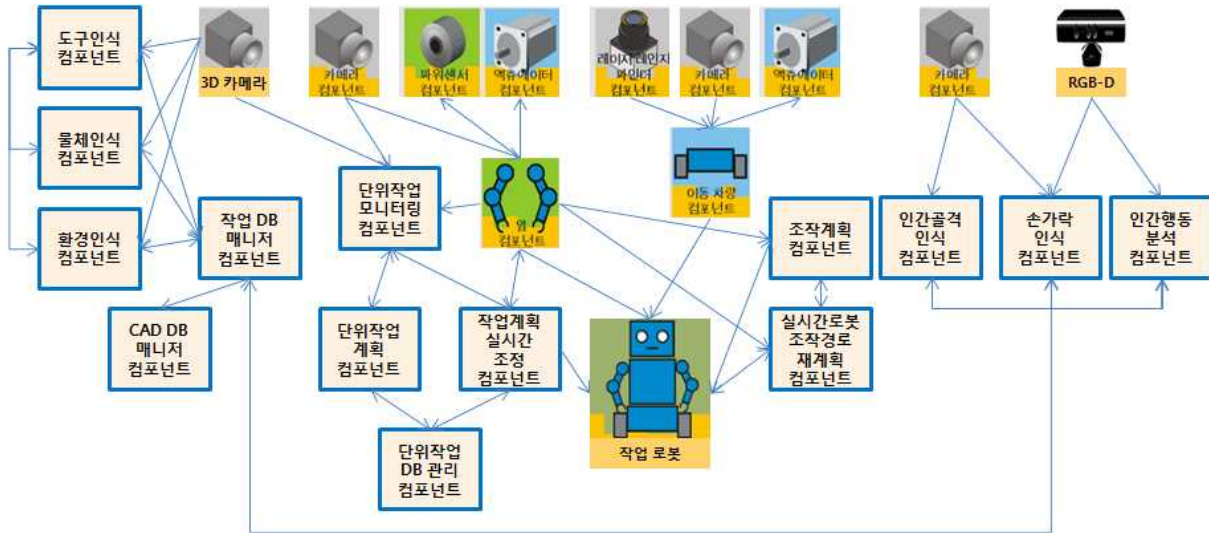 도구인식
컴포넌트
3D 카메라
카메라
컴포넌트
파워센서
컴포넌트
액츄에이터
컴포넌트
레이저 레인지
파인더
컴포넌트
카메라
컴포넌트
액츄에이터
컴포넌트
카메라
컴포넌트
RGB-D
물체인식
컴포넌트
환경인식
컴포넌트
작업 DB
매니저
컴포넌트
CAD DB
매니저
컴포넌트
단위작업
모니터링
컴포넌트
암
컴포넌트
이동 차량
컴포넌트
조작계획
컴포넌트
인간골격
인식
컴포넌트
손가락
인식
컴포넌트
인간행동
분석
컴포넌트
단위작업
계획
컴포넌트
작업계획
실시간
조정
컴포넌트
작업 로봇
실시간로봇
조작경로
재계획
컴포넌트
단위작업
DB 관리
컴포넌트